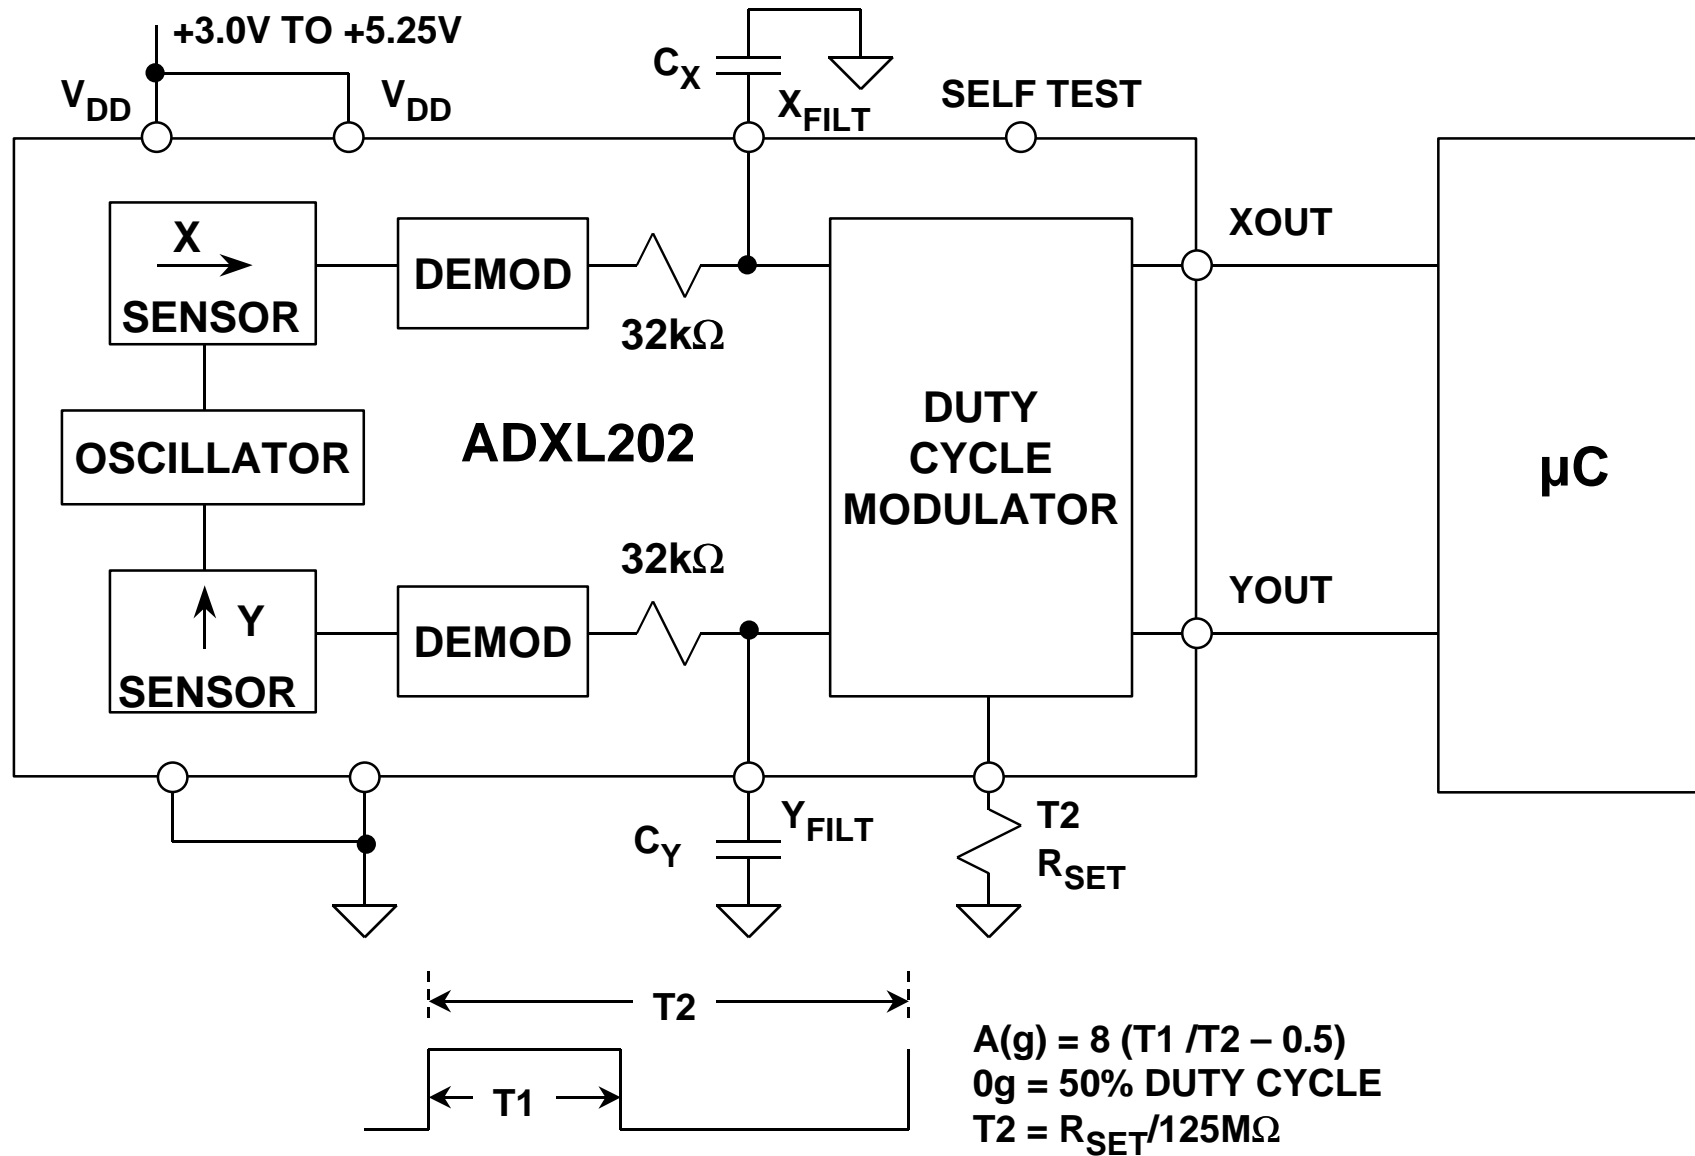 +3.0V TO +5.25V
VDD
VDD
CX
XFILT
SELF TEST
XOUT
X
SENSOR
DEMOD
32kΩ
OSCILLATOR
ADXL202
DUTY
CYCLE
MODULATOR
µC
32kΩ
Y
SENSOR
DEMOD
YOUT
CY
YFILT
T2
RSET
T2
T1
A(g) = 8 (T1 /T2 – 0.5)
0g = 50% DUTY CYCLE
T2 = RSET/125MΩ